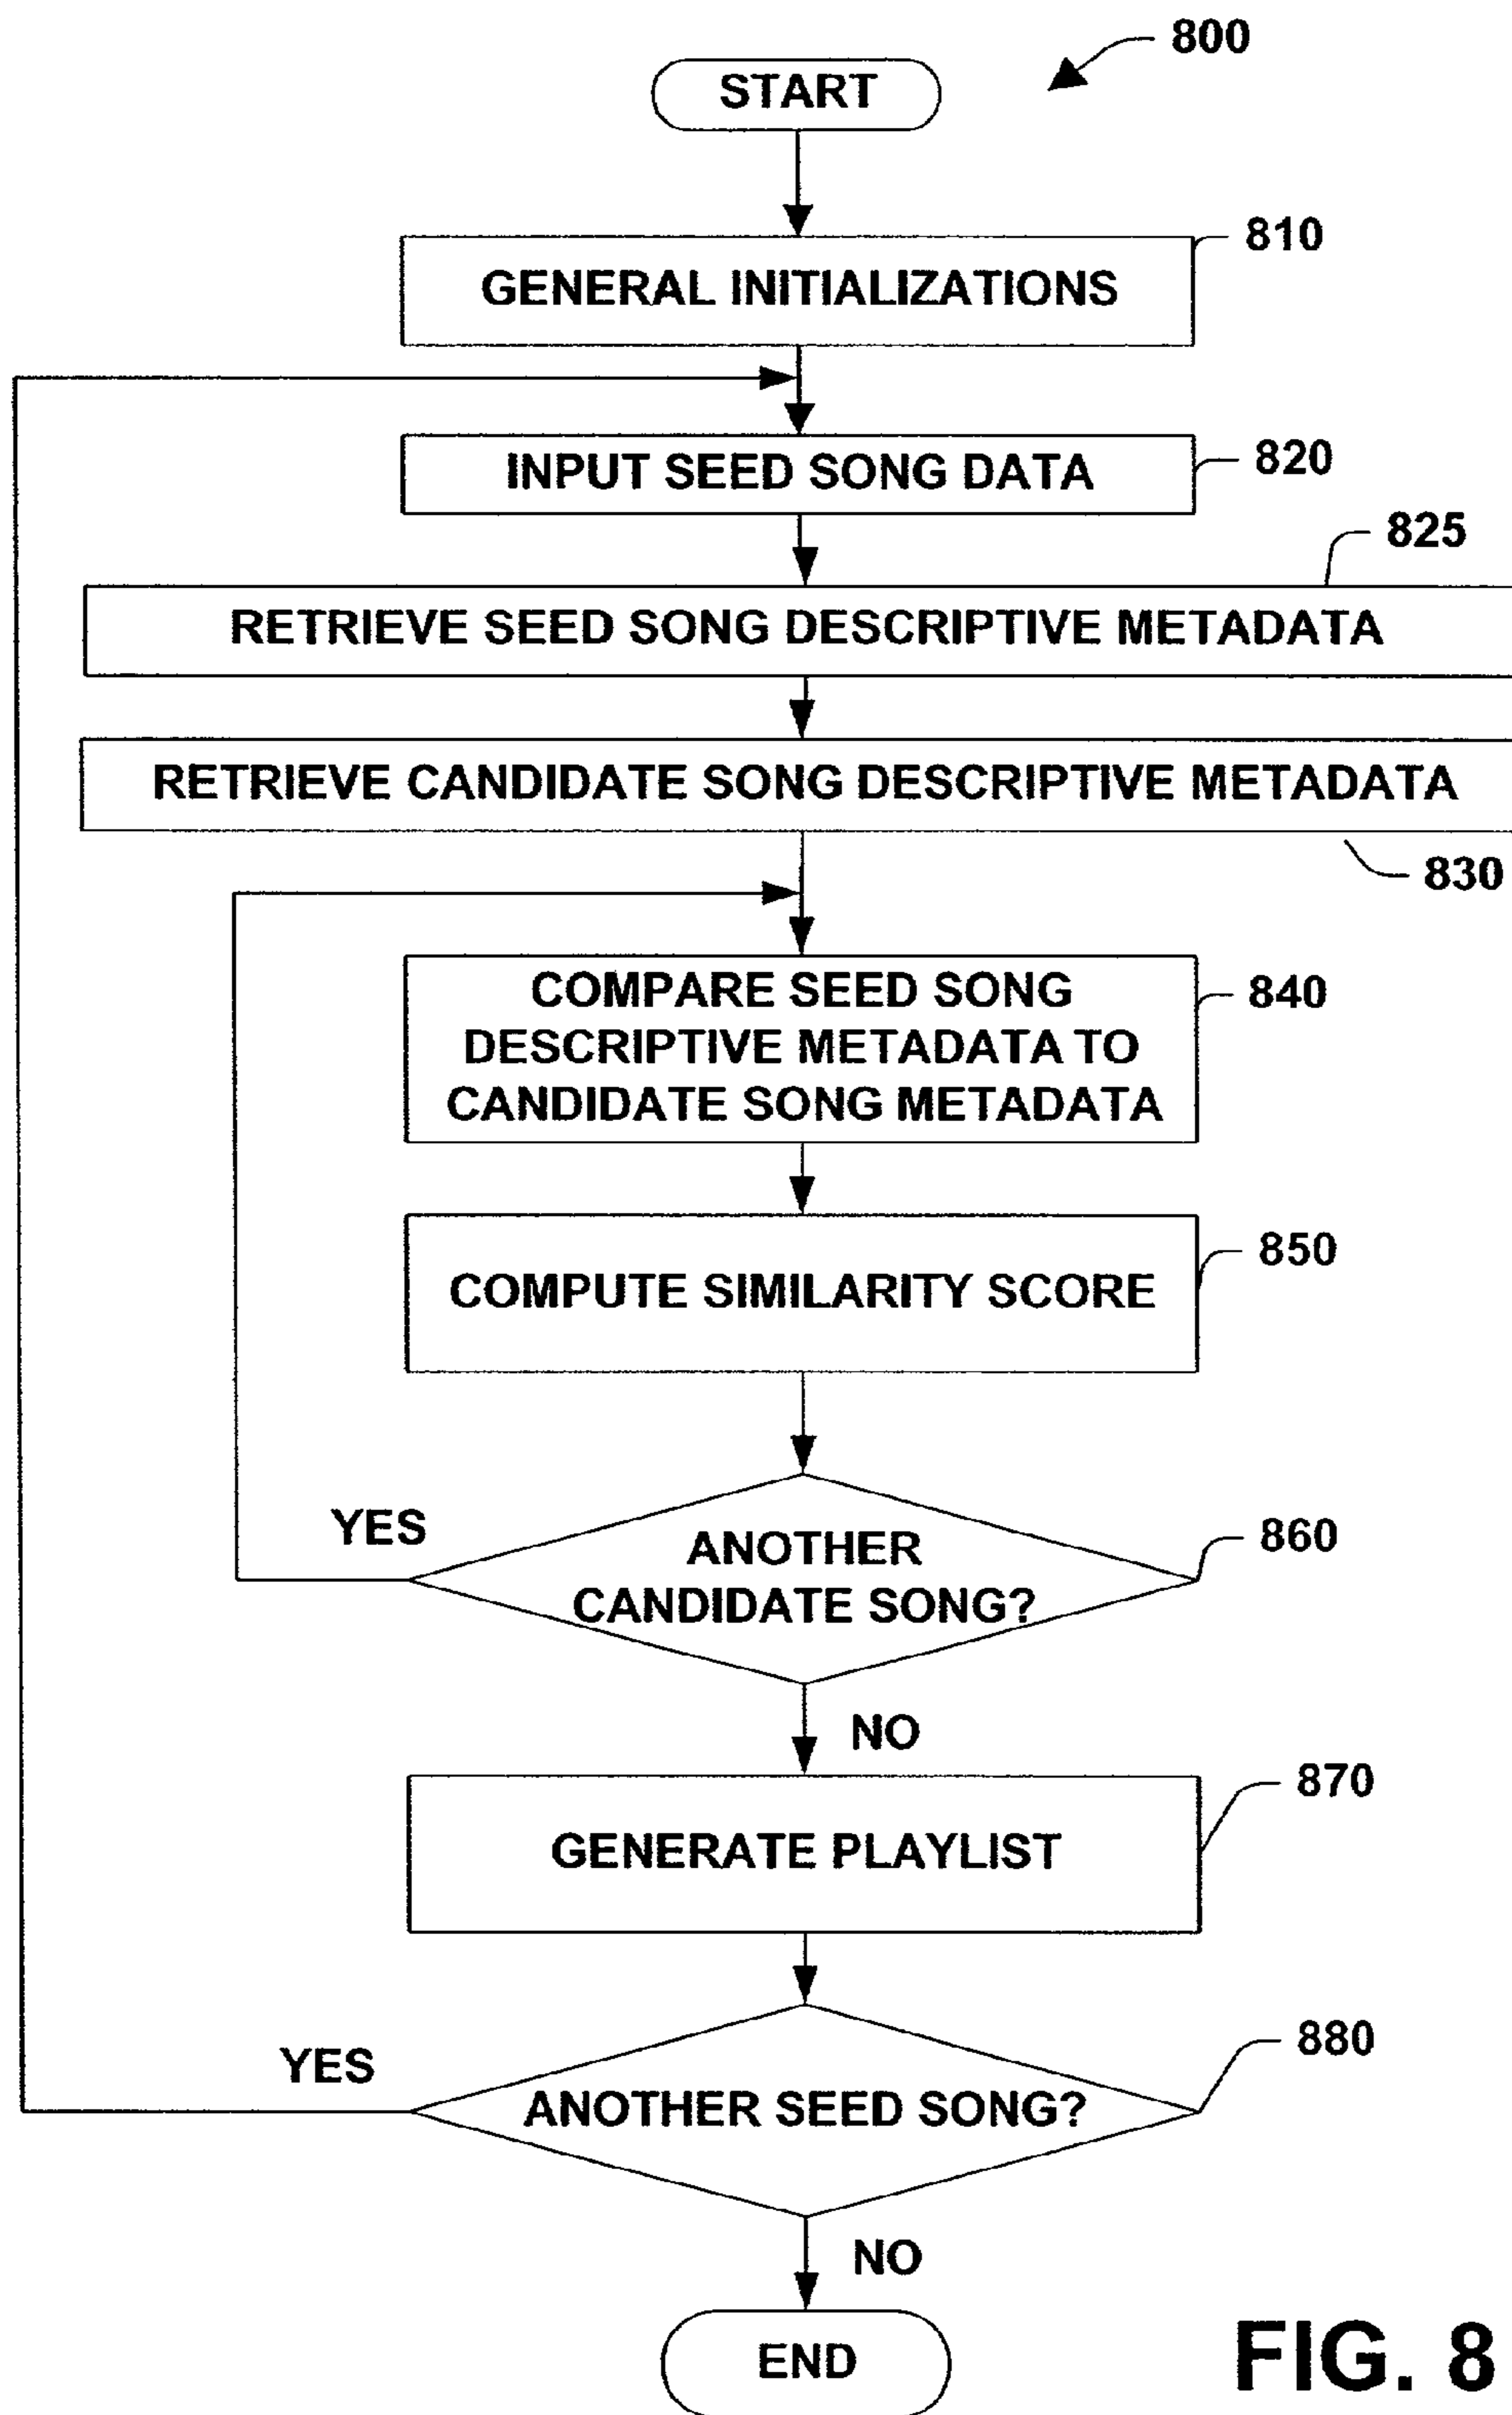 800
START
810
GENERAL INITIALIZATIONS
INPUT SEED SONG DATA
820
825
RETRIEVE SEED SONG DESCRIPTIVE METADATA
RETRIEVE CANDIDATE SONG DESCRIPTIVE METADATA
830
COMPARE SEED SONG
DESCRIPTIVE METADATA TO
CANDIDATE SONG METADATA
840
850
COMPUTE SIMILARITY SCORE
YES
ANOTHER
CANDIDATE SONG?
860
NO
870
GENERATE PLAYLIST
880
YES
ANOTHER SEED SONG?
NO
END
FIG. 8